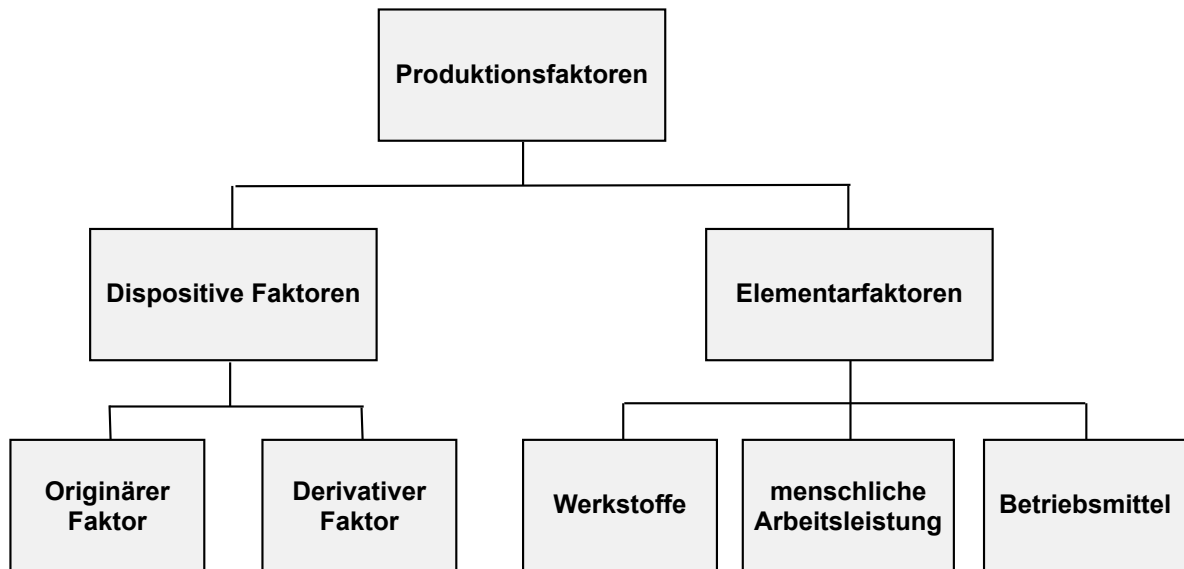 Produktionsfaktoren
Dispositive Faktoren
Elementarfaktoren
Originärer
Faktor
Derivativer
Faktor
Werkstoffe
menschliche
Arbeitsleistung
Betriebsmittel